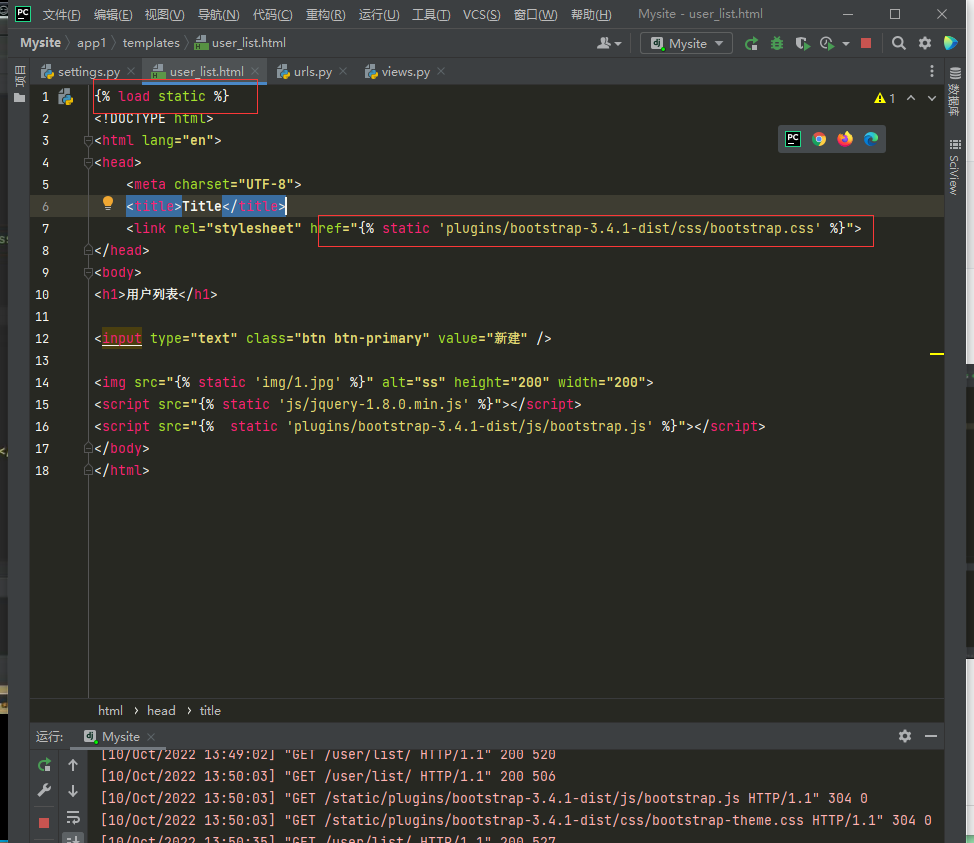 PC 文件(F) 编辑(E) 视图(V) 导航(N) 代码(C) 重构(R) 运行(U) 工具(T) VCS(S) 窗口(W) 帮助(H) Mysite - user_list.html
Mysite app1 templates user_list.html Mysite
项目
settings.py user_list.html urls.py views.py
数据库
SciView
1 {% load static %}
1
2 <!DOCTYPE html>
3 <html lang="en">
PC
4 <head>
5 <meta charset="UTF-8">
6 <title>Title</title>
7 <link rel="stylesheet" href="{% static 'plugins/bootstrap-3.4.1-dist/css/bootstrap.css' %}">
8 </head>
9 <body>
10 <h1>用户列表</h1>
11
12 <input type="text" class="btn btn-primary" value="新建" />
13
14 <img src="{% static 'img/1.jpg' %}" alt="ss" height="200" width="200">
15 <script src="{% static 'js/jquery-1.8.0.min.js' %}"></script>
16 <script src="{%  static 'plugins/bootstrap-3.4.1-dist/js/bootstrap.js' %}"></script>
17 </body>
18 </html>
html head title
运行: Mysite
[10/Oct/2022 13:49:02] "GET /user/list/ HTTP/1.1" 200 520
[10/Oct/2022 13:50:03] "GET /user/list/ HTTP/1.1" 200 506
[10/Oct/2022 13:50:03] "GET /static/plugins/bootstrap-3.4.1-dist/js/bootstrap.js HTTP/1.1" 304 0
[10/Oct/2022 13:50:03] "GET /static/plugins/bootstrap-3.4.1-dist/css/bootstrap-theme.css HTTP/1.1" 304 0
[10/Oct/2022 13:50:35] "GET /user/list/ HTTP/1.1" 200 527